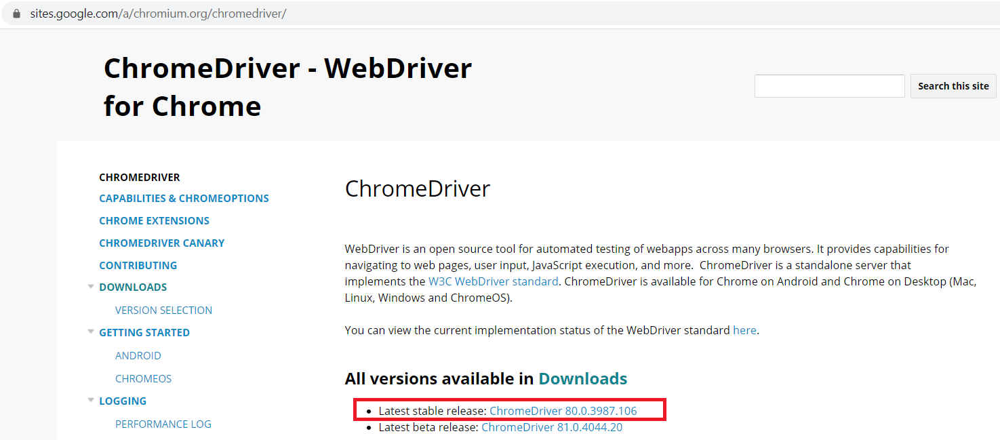 sites.google.com/a/chromium.org/chromedriver/
ChromeDriver - WebDriver
for Chrome
Search this site
CHROMEDRIVER
CAPABILITIES & CHROMEOPTIONS
CHROME EXTENSIONS
CHROMEDRIVER CANARY
CONTRIBUTING
DOWNLOADS
VERSION SELECTION
GETTING STARTED
ANDROID
CHROMEOS
LOGGING
PERFORMANCE LOG
ChromeDriver
WebDriver is an open source tool for automated testing of webapps across many browsers. It provides capabilities for
navigating to web pages, user input, JavaScript execution, and more.  ChromeDriver is a standalone server that
implements the W3C WebDriver standard. ChromeDriver is available for Chrome on Android and Chrome on Desktop (Mac,
Linux, Windows and ChromeOS).
You can view the current implementation status of the WebDriver standard here.
All versions available in Downloads
• Latest stable release: ChromeDriver 80.0.3987.106
• Latest beta release: ChromeDriver 81.0.4044.20